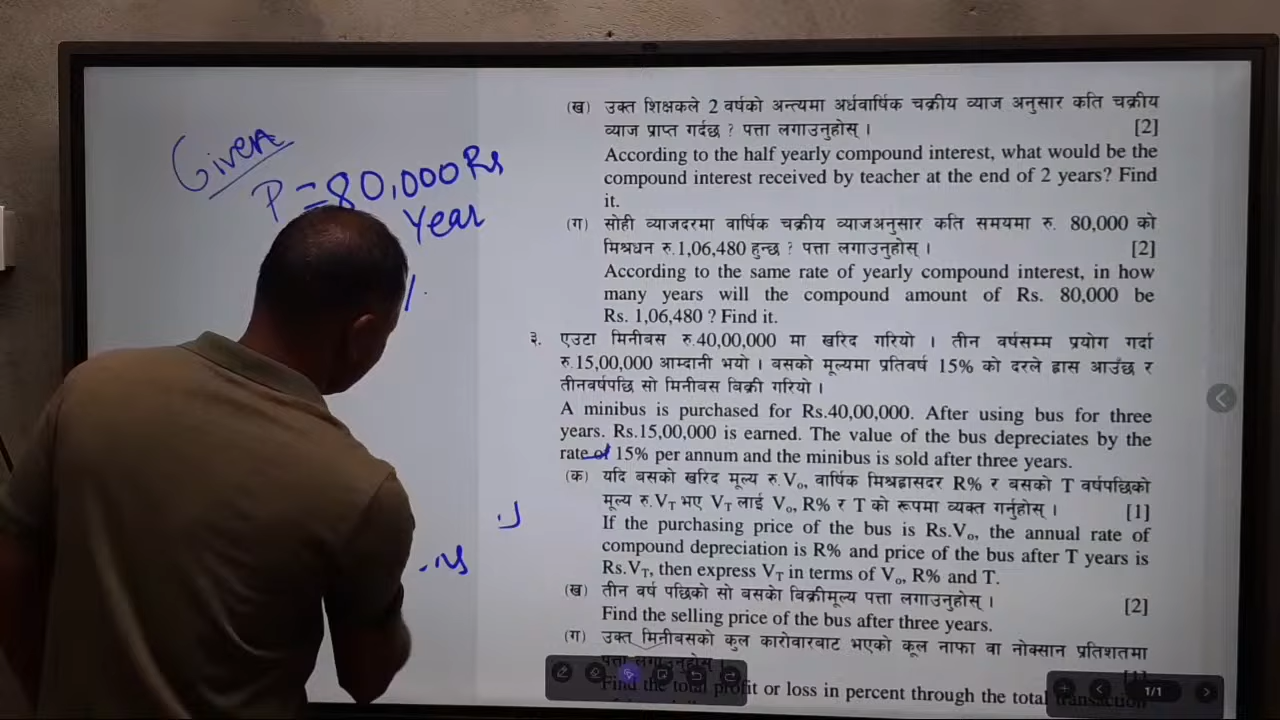 Given
P = 80,000 Rs
Year
(ख) उक्त शिक्षकले 2 वर्षको अन्त्यमा अर्धवार्षिक चक्रीय व्याज अनुसार कति चक्रीय
व्याज प्राप्त गर्दछ ? पत्ता लगाउनुहोस् । [2]
According to the half yearly compound interest, what would be the
compound interest received by teacher at the end of 2 years? Find
it.
(ग) सोही व्याजदरमा वार्षिक चक्रीय व्याजअनुसार कति समयमा रु. 80,000 को
मिश्रधन रु.1,06,480 हुन्छ ? पत्ता लगाउनुहोस् । [2]
According to the same rate of yearly compound interest, in how
many years will the compound amount of Rs. 80,000 be
Rs. 1,06,480 ? Find it.
३. एउटा मिनीबस रु.40,00,000 मा खरिद गरियो । तीन वर्षसम्म प्रयोग गर्दा
रु.15,00,000 आम्दानी भयो । बसको मूल्यमा प्रतिवर्ष 15% को दरले ह्रास आउँछ र
तीनवर्षपछि सो मिनीबस बिक्री गरियो ।
A minibus is purchased for Rs.40,00,000. After using bus for three
years. Rs.15,00,000 is earned. The value of the bus depreciates by the
rate of 15% per annum and the minibus is sold after three years.
(क) यदि बसको खरिद मूल्य रु.V₀, वार्षिक मिश्रह्रासदर R% र बसको T वर्षपछिको
मूल्य रु.V_T भए V_T लाई V₀, R% र T को रूपमा व्यक्त गर्नुहोस् । [1]
If the purchasing price of the bus is Rs.V₀, the annual rate of
compound depreciation is R% and price of the bus after T years is
Rs.V_T, then express V_T in terms of V₀, R% and T.
(ख) तीन वर्ष पछिको सो बसको बिक्रीमूल्य पत्ता लगाउनुहोस् । [2]
Find the selling price of the bus after three years.
(ग) उक्त मिनीबसको कुल कारोवारबाट भएको कूल नाफा वा नोक्सान प्रतिशतमा
पत्ता लगाउनुहोस् । [1]
Find the total profit or loss in percent through the total transaction
1/1